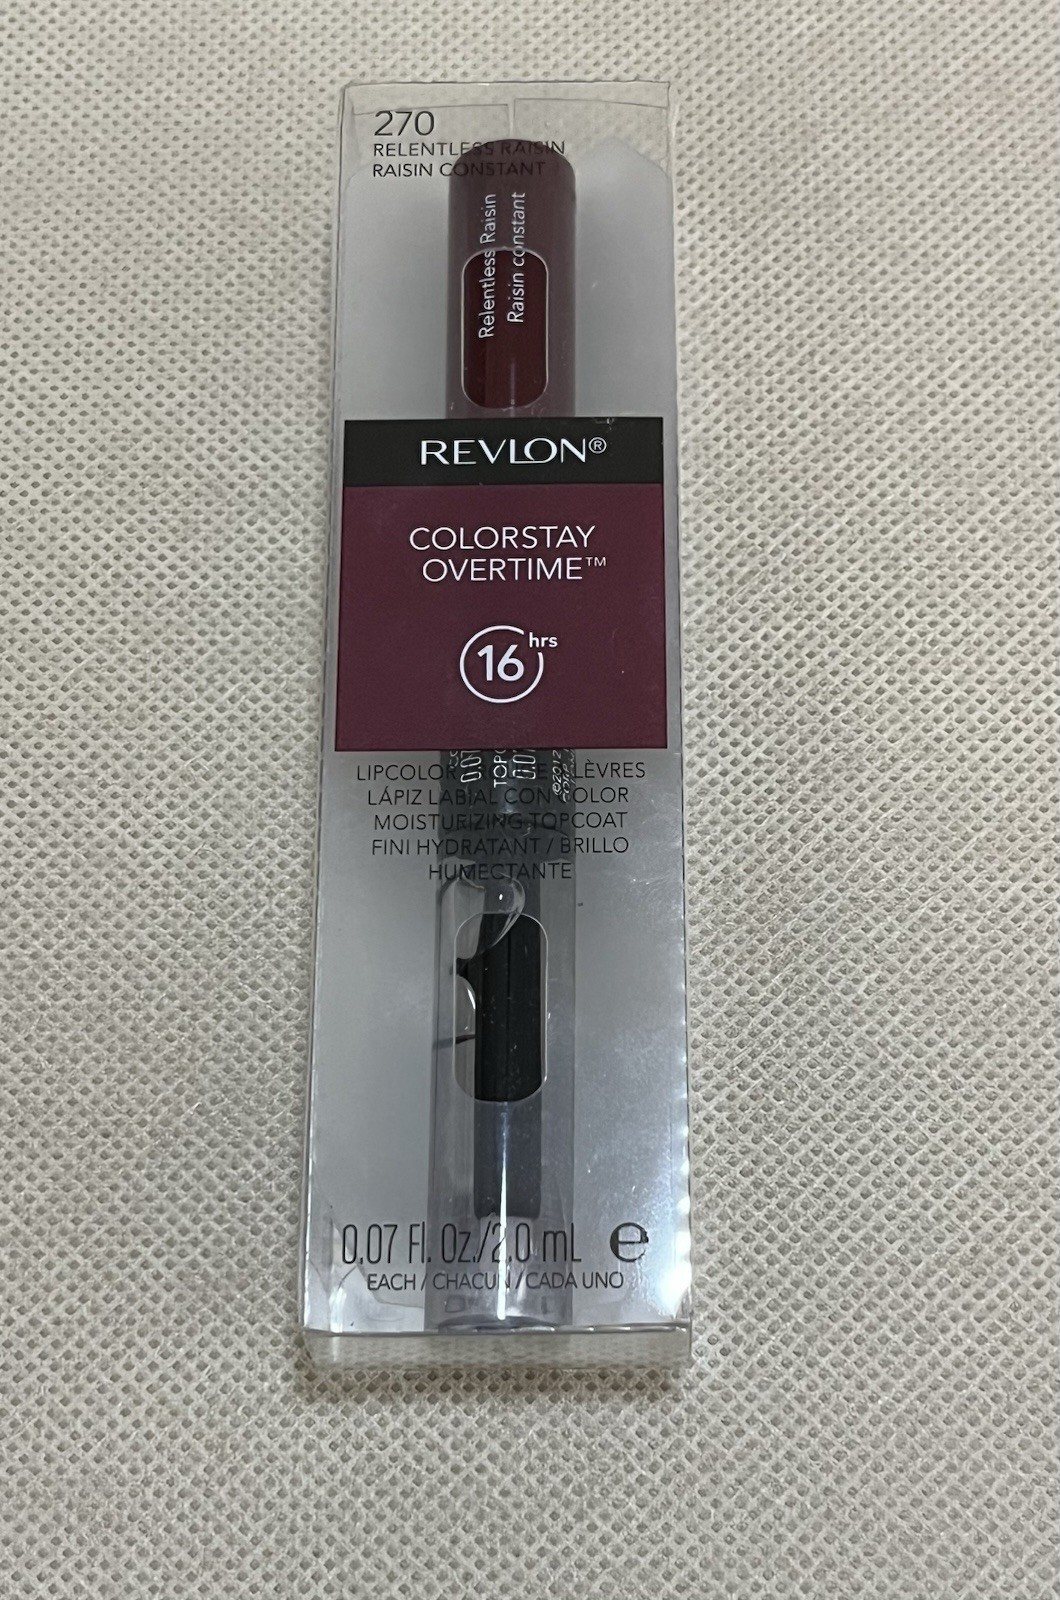 270
RELENTLESS RAISIN
RAISIN CONSTANT
Relentless Raisin
Raisin constant
REVLON®
COLORSTAY
OVERTIME™
16 hrs
LIPCOLOR LÈVRES
LÁPIZ LABIAL CON COLOR
MOISTURIZING TOPCOAT
FINI HYDRATANT / BRILLO
HUMECTANTE
©2012
0.07 Fl. Oz./2.0 mL e
EACH / CHACUN / CADA UNO